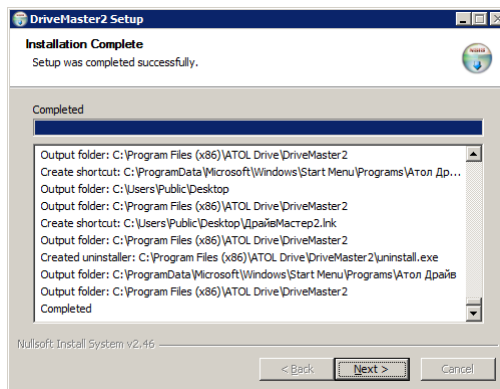 DriveMaster2 Setup
Installation Complete
Setup was completed successfully.
Completed
Output folder: C:\Program Files (x86)\ATOL Drive\DriveMaster2
Create shortcut: C:\ProgramData\Microsoft\Windows\Start Menu\Programs\Атол Др...
Output folder: C:\Users\Public\Desktop
Output folder: C:\Program Files (x86)\ATOL Drive\DriveMaster2
Create shortcut: C:\Users\Public\Desktop\ДрайвМастер2.lnk
Output folder: C:\Program Files (x86)\ATOL Drive\DriveMaster2
Created uninstaller: C:\Program Files (x86)\ATOL Drive\DriveMaster2\uninstall.exe
Output folder: C:\ProgramData\Microsoft\Windows\Start Menu\Programs\Атол Драйв
Output folder: C:\Program Files (x86)\ATOL Drive\DriveMaster2
Completed
Nullsoft Install System v2.46
< Back Next > Cancel